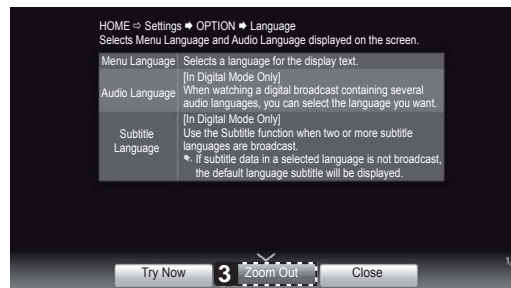 HOME ⇨ Settings ➡ OPTION ➡ Language
Selects Menu Language and Audio Language displayed on the screen.
Menu Language Selects a language for the display text.
Audio Language
[In Digital Mode Only]
When watching a digital broadcast containing several
audio languages, you can select the language you want.
Subtitle
Language
[In Digital Mode Only]
Use the Subtitle function when two or more subtitle
languages are broadcast.
✎ If subtitle data in a selected language is not broadcast,
the default language subtitle will be displayed.
Try Now 3 Zoom Out Close